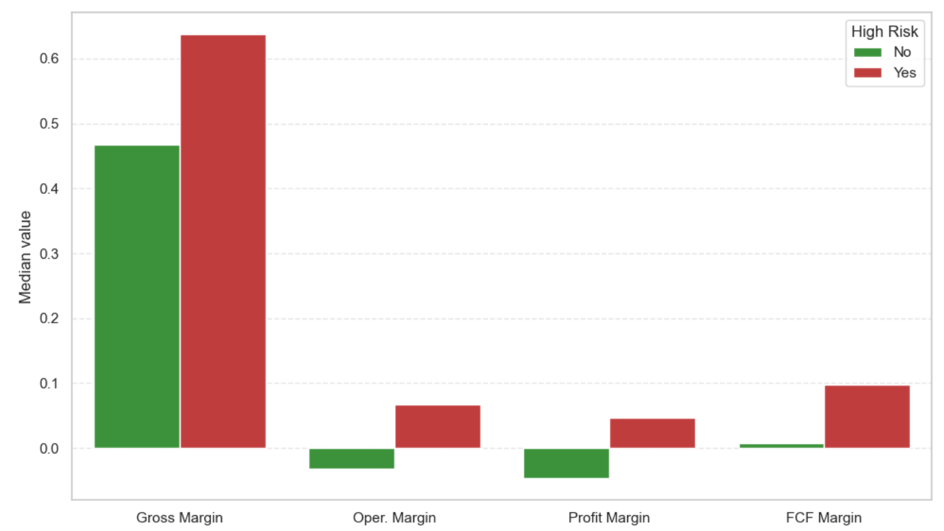 High Risk
No
Yes
0.6
0.5
0.4
0.3
0.2
0.1
0.0
Median value
Gross Margin
Oper. Margin
Profit Margin
FCF Margin